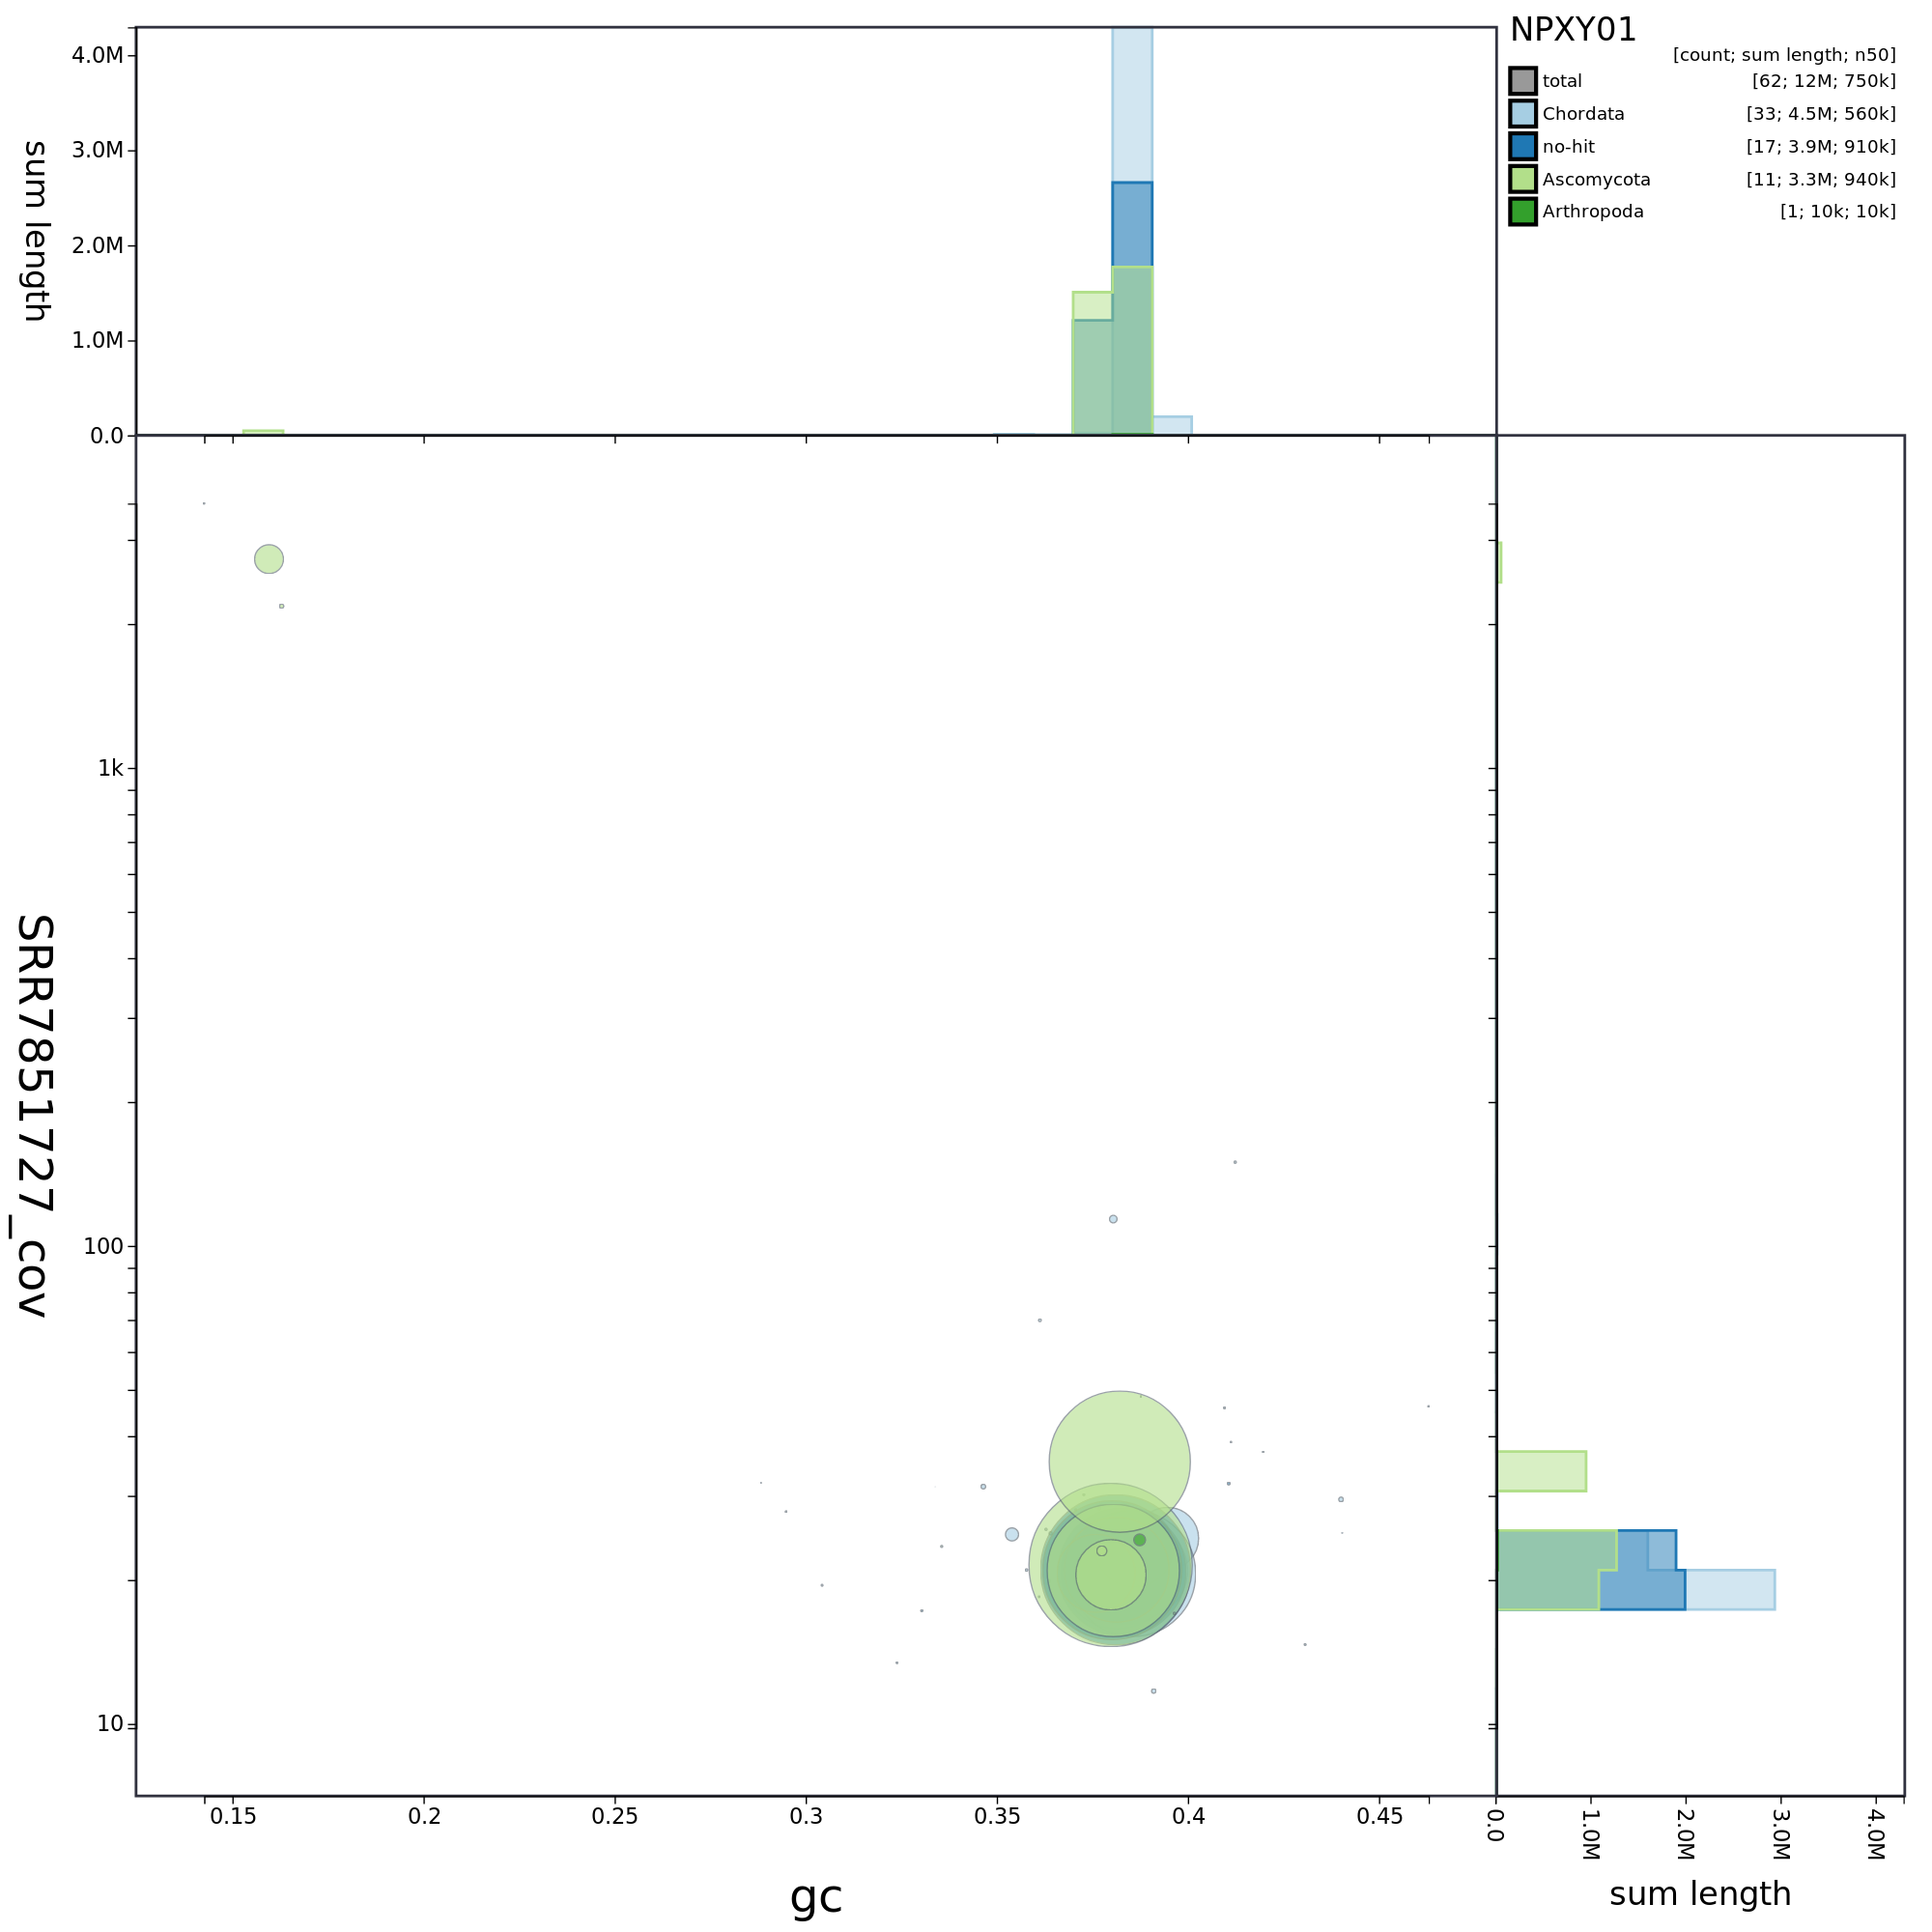 NPXY01
[count; sum length; n50]
total [62; 12M; 750k]
Chordata [33; 4.5M; 560k]
no-hit [17; 3.9M; 910k]
Ascomycota [11; 3.3M; 940k]
Arthropoda [1; 10k; 10k]
sum length
4.0M
3.0M
2.0M
1.0M
0.0
SRR7851727_cov
1k
100
10
0.15 0.2 0.25 0.3 0.35 0.4 0.45
gc
0.0 1.0M 2.0M 3.0M 4.0M
sum length